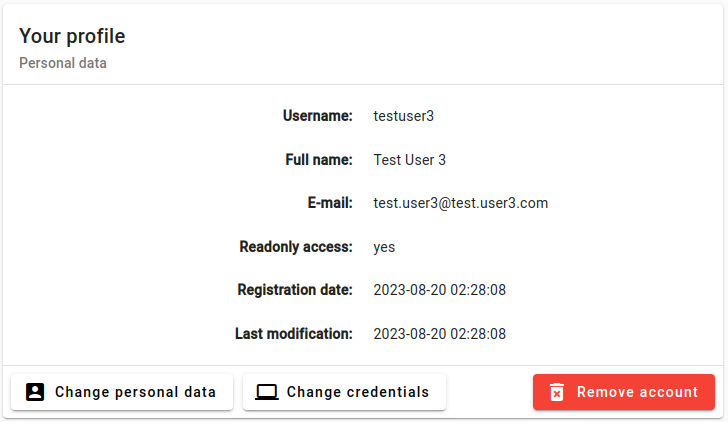 Your profile
Personal data
Username: testuser3
Full name: Test User 3
E-mail: test.user3@test.user3.com
Readonly access: yes
Registration date: 2023-08-20 02:28:08
Last modification: 2023-08-20 02:28:08
Change personal data Change credentials Remove account